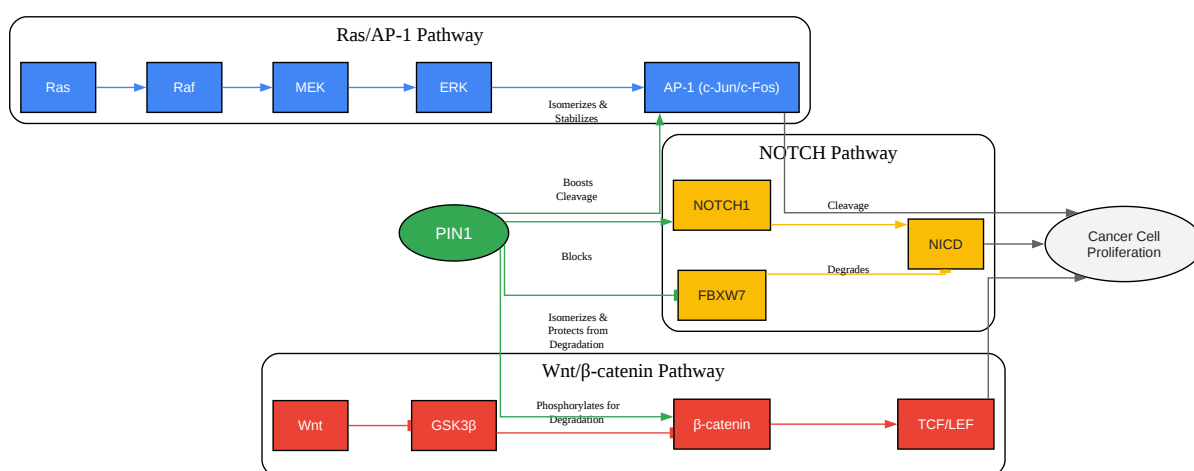 Ras/AP-1 Pathway
Ras
Raf
MEK
ERK
AP-1 (c-Jun/c-Fos)
Isomerizes &
Stabilizes
NOTCH Pathway
Boosts
Cleavage
NOTCH1
Cleavage
PIN1
NICD
Cancer Cell
Proliferation
Blocks
Degrades
FBXW7
Isomerizes &
Protects from
Degradation
Wnt/β-catenin Pathway
Wnt
GSK3β
Phosphorylates for
Degradation
β-catenin
TCF/LEF